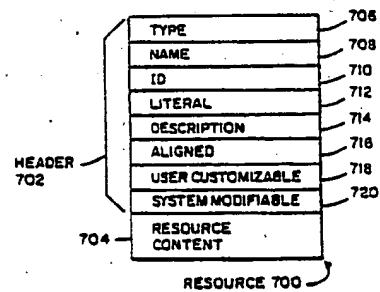 TYPE 706
NAME 708
ID 710
LITERAL 712
DESCRIPTION 714
ALIGNED 716
USER CUSTOMIZABLE 718
SYSTEM MODIFIABLE 720
HEADER
702
704 RESOURCE
CONTENT
RESOURCE 700